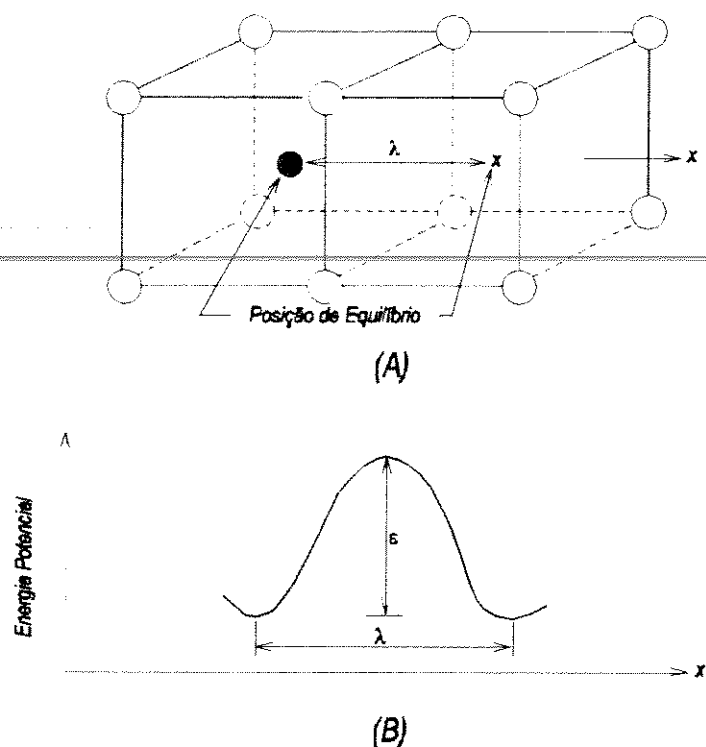 λ
x
x
Posição de Equilíbrio
(A)
Energia Potencial
ε
λ
x
(B)